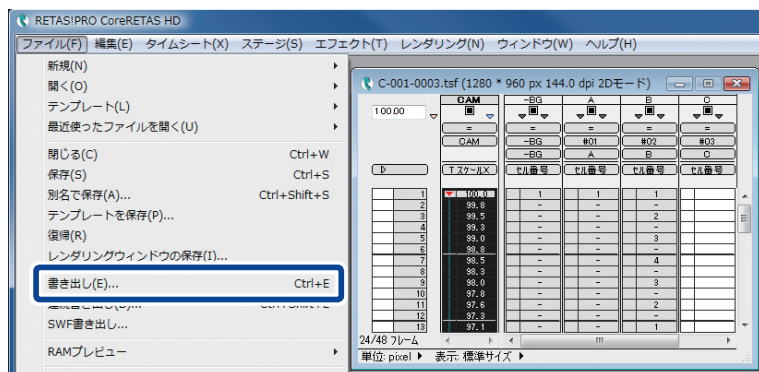 RETAS!PRO CoreRETAS HD
ファイル(F) 編集(E) タイムシート(X) ステージ(S) エフェクト(T) レンダリング(N) ウィンドウ(W) ヘルプ(H)
新規(N)
開く(O)
テンプレート(L)
最近使ったファイルを開く(U)
閉じる(C) Ctrl+W
保存(S) Ctrl+S
別名で保存(A)... Ctrl+Shift+S
テンプレートを保存(P)...
復帰(R)
レンダリングウィンドウの保存(I)...
書き出し(E)... Ctrl+E
SWF書き出し...
RAMプレビュー
C-001-0003.tsf (1280 * 960 px 144.0 dpi 2Dモード)
CAM -BG A B C
1 00.00
= = = = =
CAM -BG #01 #02 #03
-BG A B C
Tスケール\X セル番号 セル番号 セル番号 セル番号
1 100.0 1 1 1
2 99.8 - - -
3 99.5 - - 2
4 99.3 - - -
5 99.0 - - 3
6 98.8 - - -
7 98.5 - - 4
8 98.3 - - -
9 98.0 - - 3
10 97.8 - - -
11 97.6 - - 2
12 97.3 - - -
13 97.1 - - 1
24/48 フレーム
単位: pixel 表示: 標準サイズ